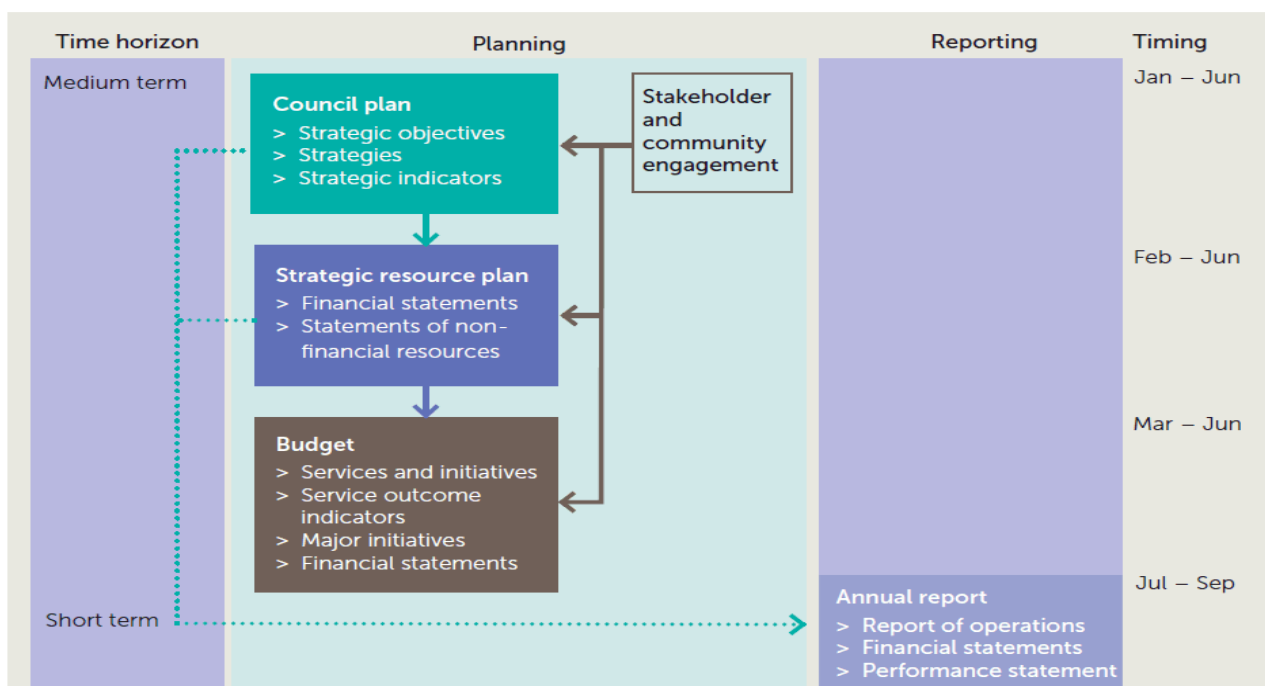 Time horizon
Planning
Reporting
Timing
Medium term
Council plan
> Strategic objectives
> Strategies
> Strategic indicators
Stakeholder
and
community
engagement
Jan – Jun
Strategic resource plan
> Financial statements
> Statements of non-
financial resources
Feb – Jun
Budget
> Services and initiatives
> Service outcome
indicators
> Major initiatives
> Financial statements
Mar – Jun
Short term
Annual report
> Report of operations
> Financial statements
> Performance statement
Jul – Sep